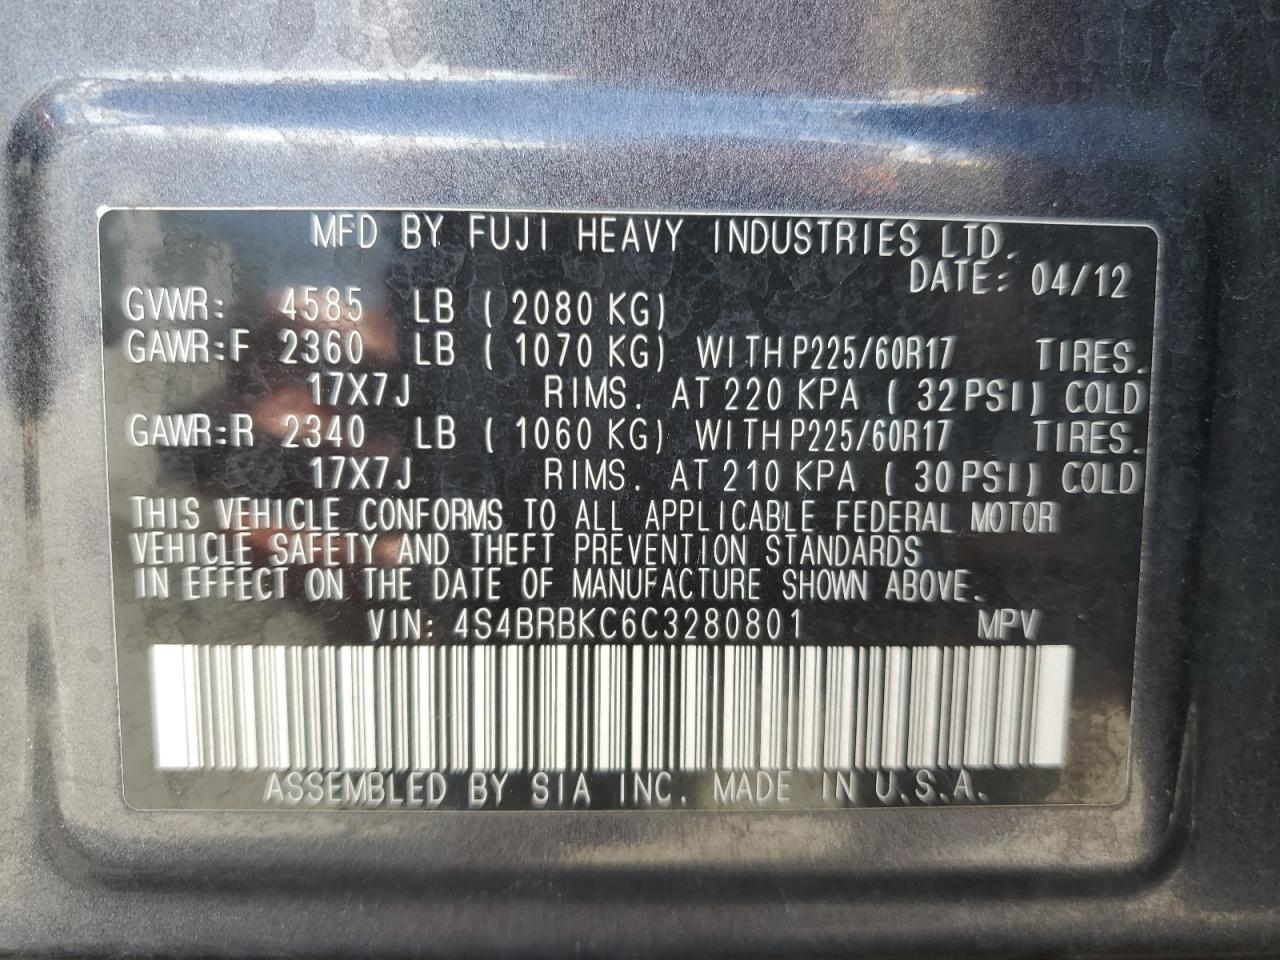 MFD BY FUJI HEAVY INDUSTRIES LTD.
DATE: 04/12
GVWR: 4585 LB ( 2080 KG)
GAWR:F 2360 LB ( 1070 KG) WITH P225/60R17 TIRES.
17X7J RIMS. AT 220 KPA ( 32 PSI) COLD
GAWR:R 2340 LB ( 1060 KG) WITH P225/60R17 TIRES.
17X7J RIMS. AT 210 KPA ( 30 PSI) COLD
THIS VEHICLE CONFORMS TO ALL APPLICABLE FEDERAL MOTOR
VEHICLE SAFETY AND THEFT PREVENTION STANDARDS
IN EFFECT ON THE DATE OF MANUFACTURE SHOWN ABOVE.
VIN: 4S4BRBKC6C3280801 MPV
ASSEMBLED BY SIA INC. MADE IN U.S.A.